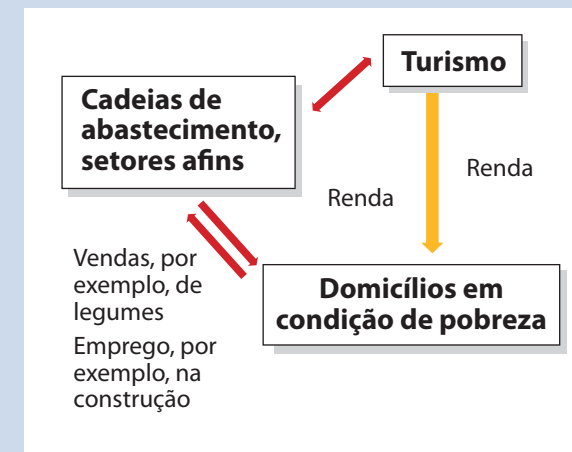 Turismo
Cadeias de
abastecimento,
setores afins
Renda
Renda
Vendas, por
exemplo, de
legumes
Emprego, por
exemplo, na
construção
Domicílios em
condição de pobreza